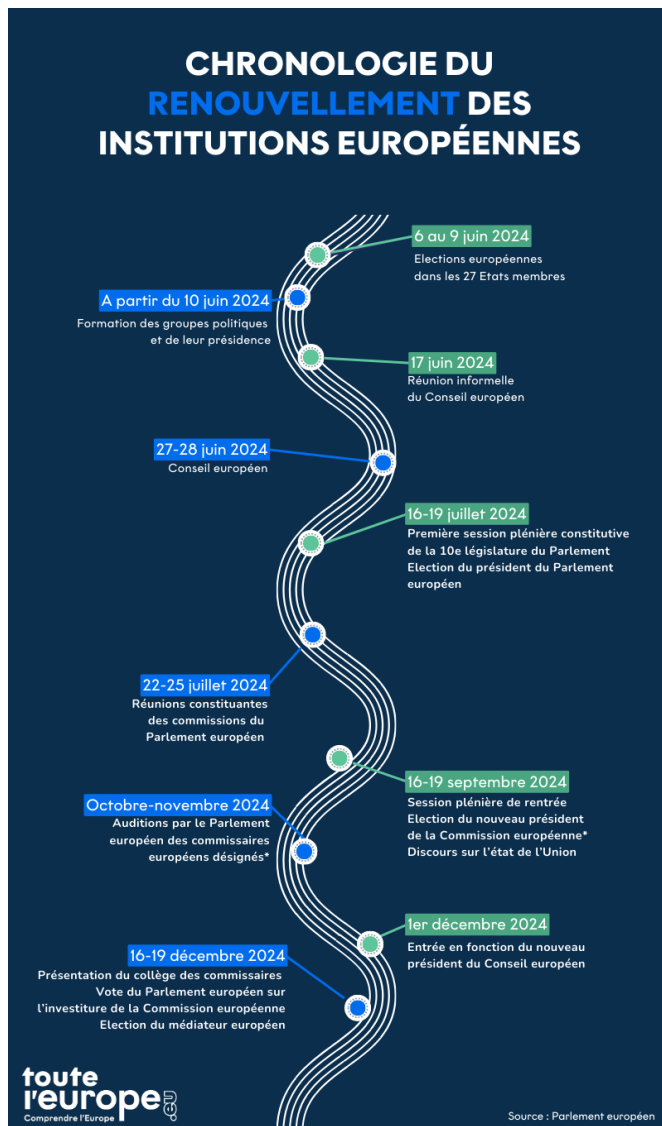 CHRONOLOGIE DU
RENOUVELLEMENT DES
INSTITUTIONS EUROPÉENNES
6 au 9 juin 2024
Elections européennes
dans les 27 Etats membres
A partir du 10 juin 2024
Formation des groupes politiques
et de leur présidence
17 juin 2024
Réunion informelle
du Conseil européen
27-28 juin 2024
Conseil européen
16-19 juillet 2024
Première session plénière constitutive
de la 10e législature du Parlement
Election du président du Parlement
européen
22-25 juillet 2024
Réunions constituantes
des commissions du
Parlement européen
16-19 septembre 2024
Session plénière de rentrée
Election du nouveau président
de la Commission européenne*
Discours sur l'état de l'Union
Octobre-novembre 2024
Auditions par le Parlement
européen des commissaires
européens désignés*
1er décembre 2024
Entrée en fonction du nouveau
président du Conseil européen
16-19 décembre 2024
Présentation du collège des commissaires
Vote du Parlement européen sur
l'investiture de la Commission européenne
Election du médiateur européen
toute
l'europe.eu
Comprendre l'Europe
Source : Parlement européen